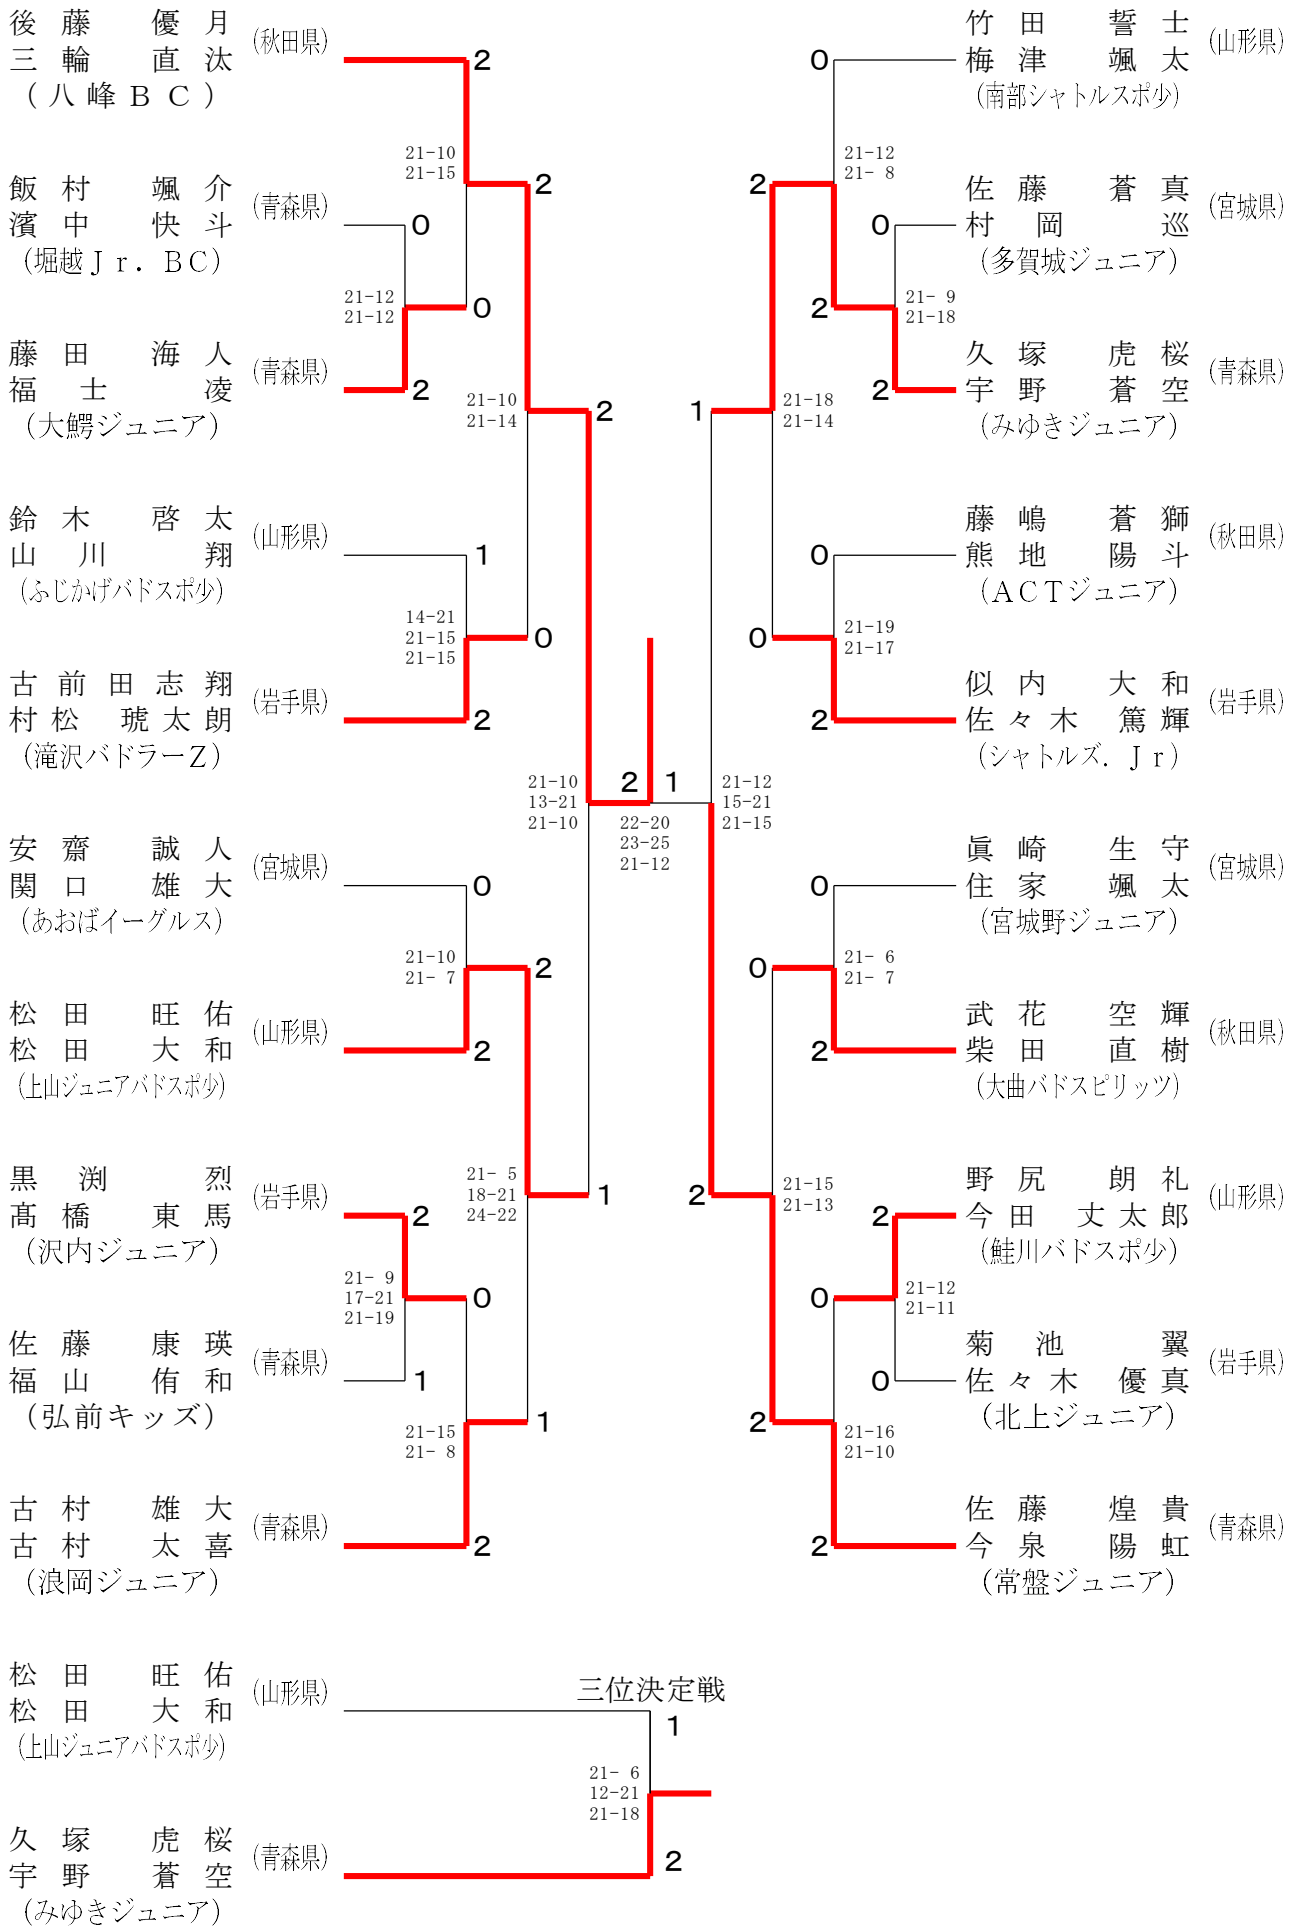 後藤 優月
三輪 直汰
(八峰BC)
(秋田県)
2
21-10
21-15
2
飯村 颯介
濱中 快斗
(堀越Jr. BC)
(青森県)
0
21-12
21-12
0
藤田 海人
福士 凌
(大鰐ジュニア)
(青森県)
2
21-10
21-14
2
鈴木 啓太
山川 翔
(ふじかげバドスポ少)
(山形県)
1
14-21
21-15
21-15
0
古前田志翔
村松 琥太朗
(滝沢バドラーZ)
(岩手県)
2
21-10
13-21
21-10
2
1
22-20
23-25
21-12
安齋 誠人
関口 雄大
(あおばイーグルス)
(宮城県)
0
21-10
21- 7
2
松田 旺佑
松田 大和
(上山ジュニアバドスポ少)
(山形県)
2
黒渕 烈
髙橋 東馬
(沢内ジュニア)
(岩手県)
2
21- 5
18-21
24-22
1
21- 9
17-21
21-19
0
佐藤 康瑛
福山 侑和
(弘前キッズ)
(青森県)
1
21-15
21- 8
1
古村 雄大
古村 太喜
(浪岡ジュニア)
(青森県)
2
竹田 誓士
梅津 颯太
(南部シャトルスポ少)
(山形県)
0
21-12
21- 8
2
佐藤 蒼真
村岡 巡
(多賀城ジュニア)
(宮城県)
0
21- 9
21-18
2
久塚 虎桜
宇野 蒼空
(みゆきジュニア)
(青森県)
2
21-18
21-14
1
藤嶋 蒼獅
熊地 陽斗
(ACTジュニア)
(秋田県)
0
21-19
21-17
0
似内 大和
佐々木 篤輝
(シャトルズ. Jr)
(岩手県)
2
21-12
15-21
21-15
眞崎 生守
住家 颯太
(宮城野ジュニア)
(宮城県)
0
21- 6
21- 7
0
武花 空輝
柴田 直樹
(大曲バドスピリッツ)
(秋田県)
2
21-15
21-13
2
野尻 朗礼
今田 丈太郎
(鮭川バドスポ少)
(山形県)
2
21-12
21-11
0
菊池 翼
佐々木 優真
(北上ジュニア)
(岩手県)
0
21-16
21-10
2
佐藤 煌貴
今泉 陽虹
(常盤ジュニア)
(青森県)
2
三位決定戦
松田 旺佑
松田 大和
(上山ジュニアバドスポ少)
(山形県)
1
21- 6
12-21
21-18
久塚 虎桜
宇野 蒼空
(みゆきジュニア)
(青森県)
2